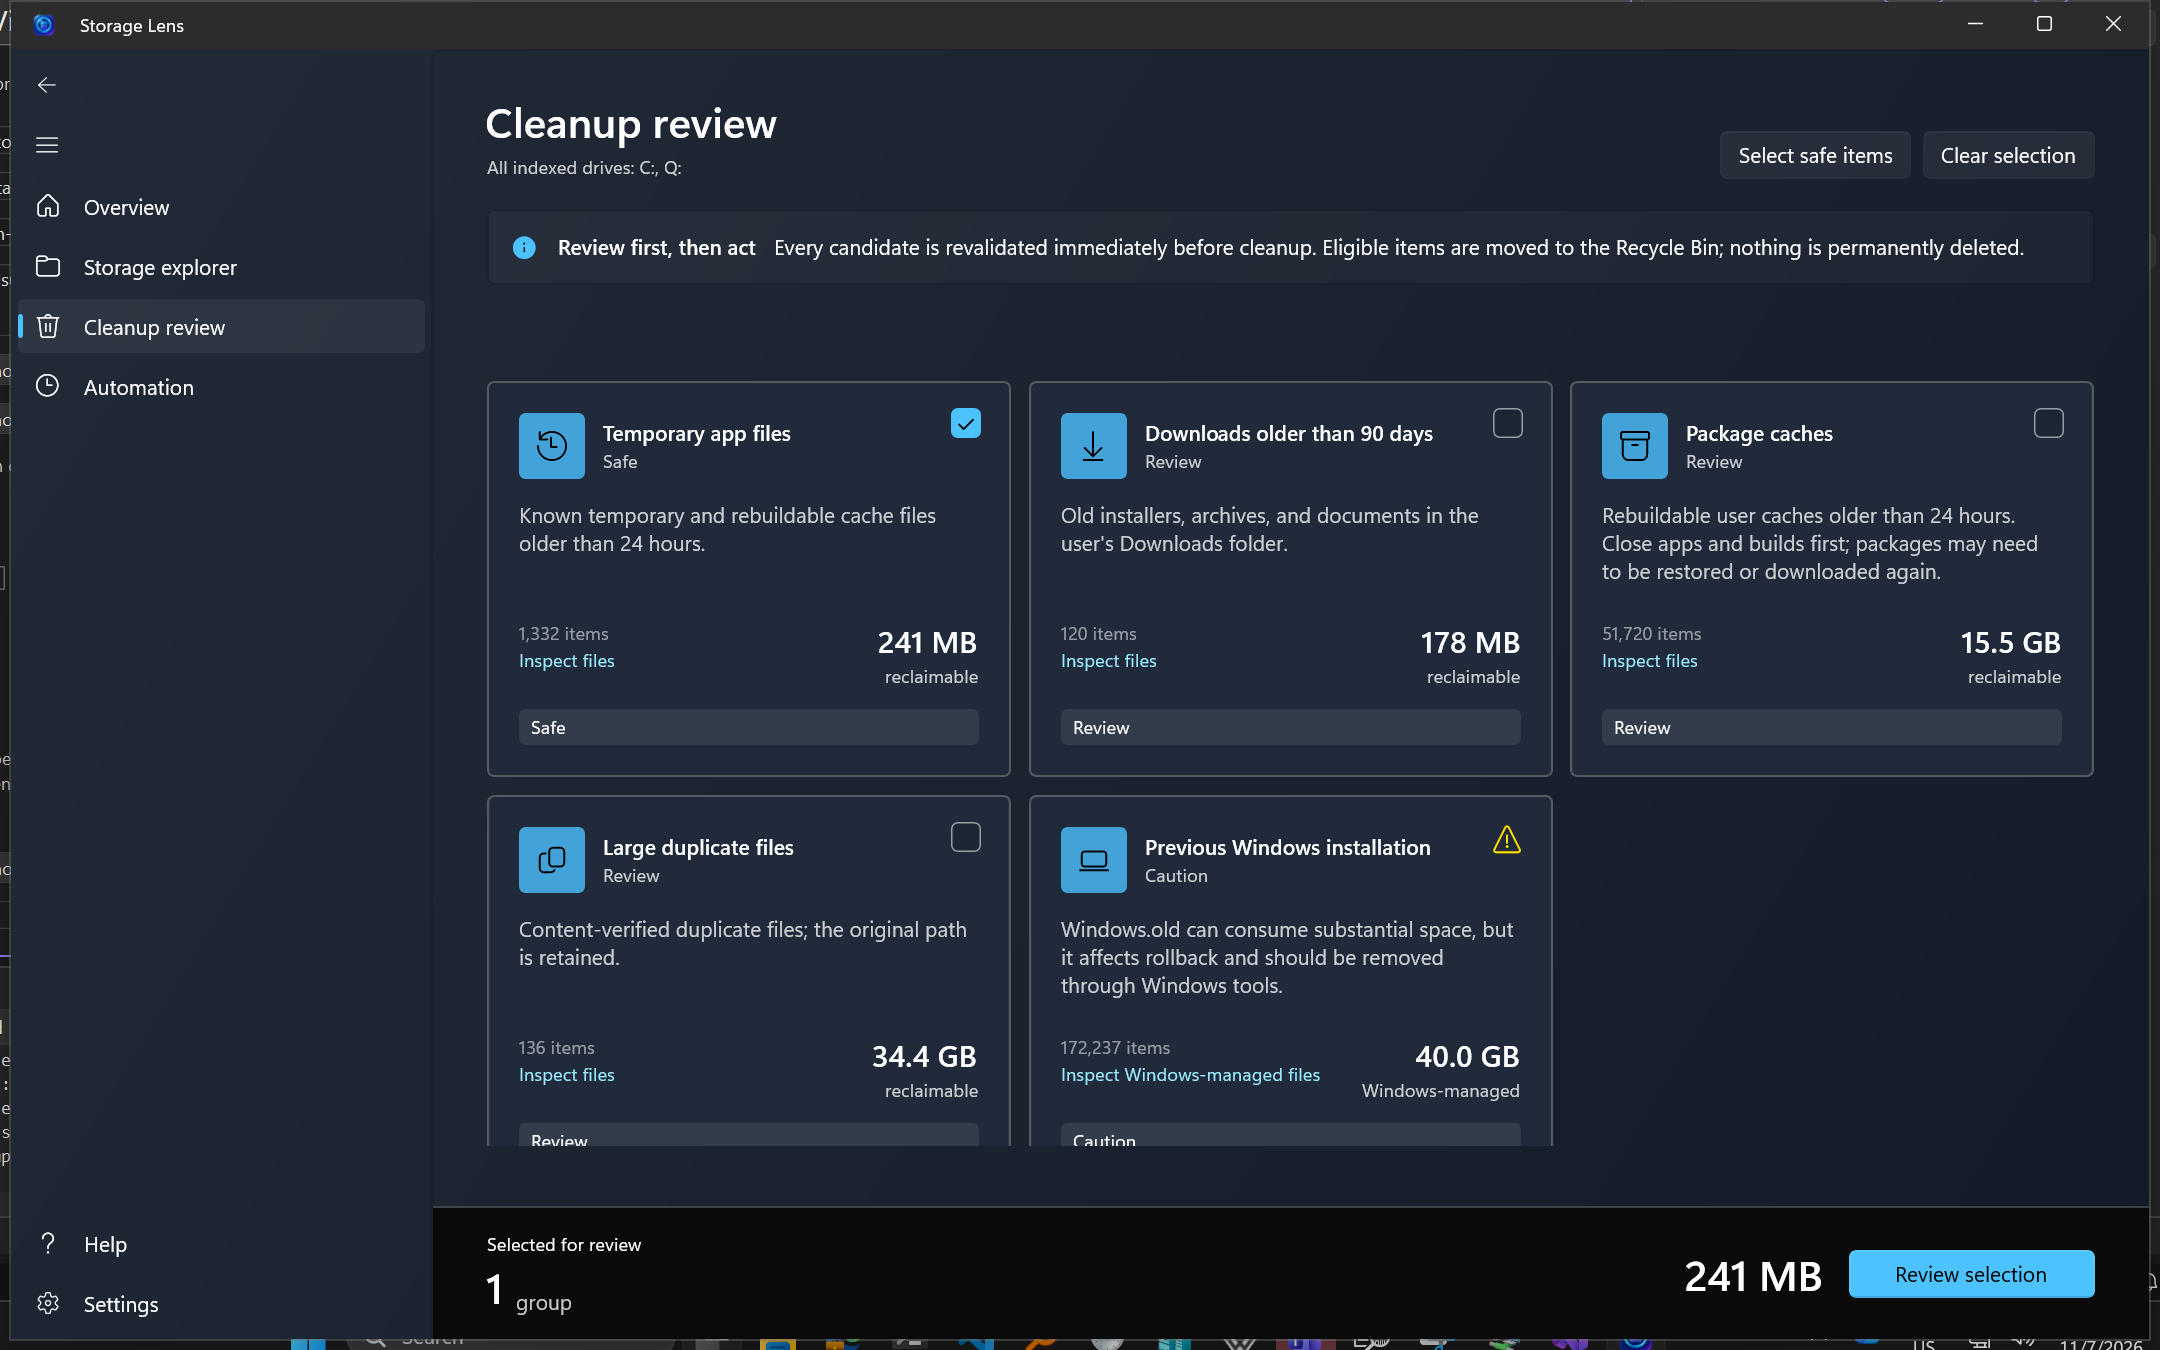 Storage Lens
Overview
Storage explorer
Cleanup review
Automation
Help
Settings
Cleanup review
All indexed drives: C:, Q:
Select safe items
Clear selection
Review first, then act Every candidate is revalidated immediately before cleanup. Eligible items are moved to the Recycle Bin; nothing is permanently deleted.
Temporary app files
Safe
Known temporary and rebuildable cache files
older than 24 hours.
1,332 items
Inspect files
241 MB
reclaimable
Safe
Downloads older than 90 days
Review
Old installers, archives, and documents in the
user's Downloads folder.
120 items
Inspect files
178 MB
reclaimable
Review
Package caches
Review
Rebuildable user caches older than 24 hours.
Close apps and builds first; packages may need
to be restored or downloaded again.
51,720 items
Inspect files
15.5 GB
reclaimable
Review
Large duplicate files
Review
Content-verified duplicate files; the original path
is retained.
136 items
Inspect files
34.4 GB
reclaimable
Review
Previous Windows installation
Caution
Windows.old can consume substantial space, but
it affects rollback and should be removed
through Windows tools.
172,237 items
Inspect Windows-managed files
40.0 GB
Windows-managed
Caution
Selected for review
1 group
241 MB
Review selection
Search
US
11/7/2026